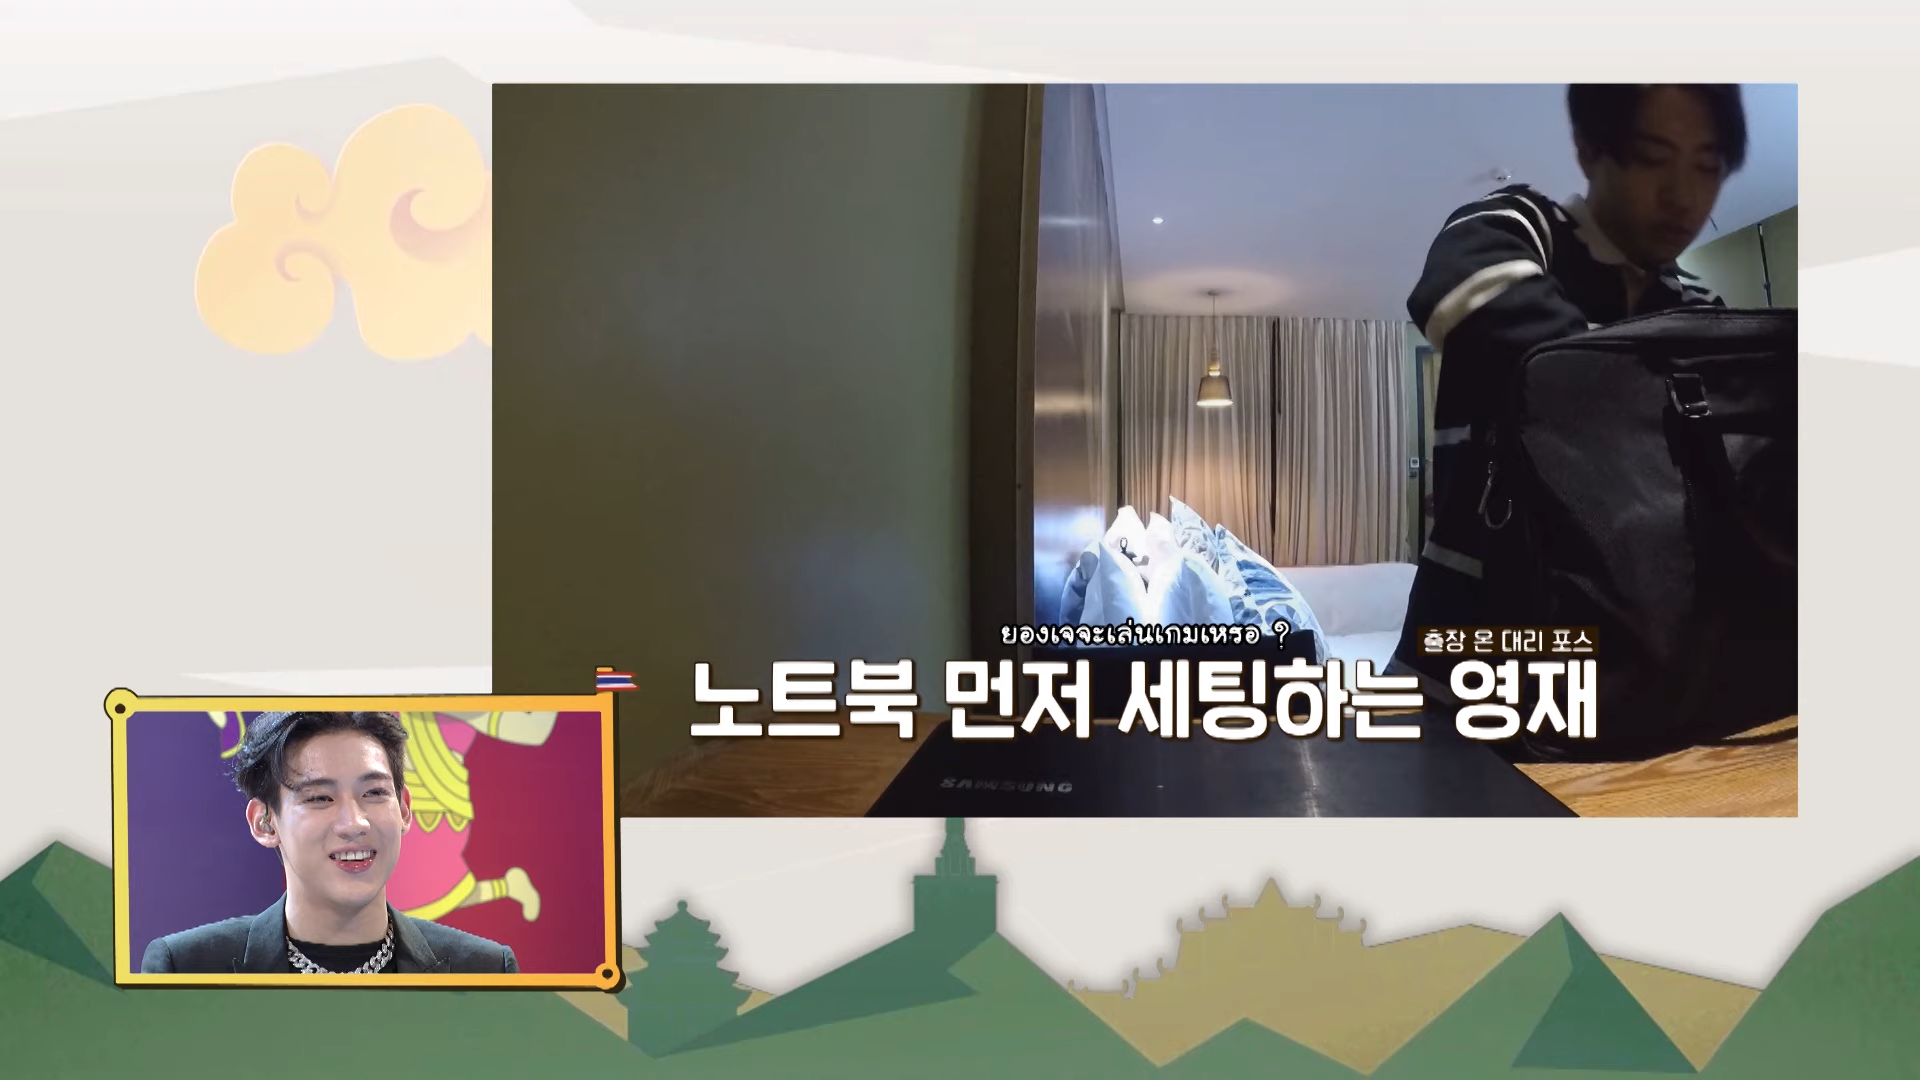 ยองเจจะเล่นเกมเหรอ ?
출장 온 대리 포스
노트북 먼저 세팅하는 영재
SAMSUNG